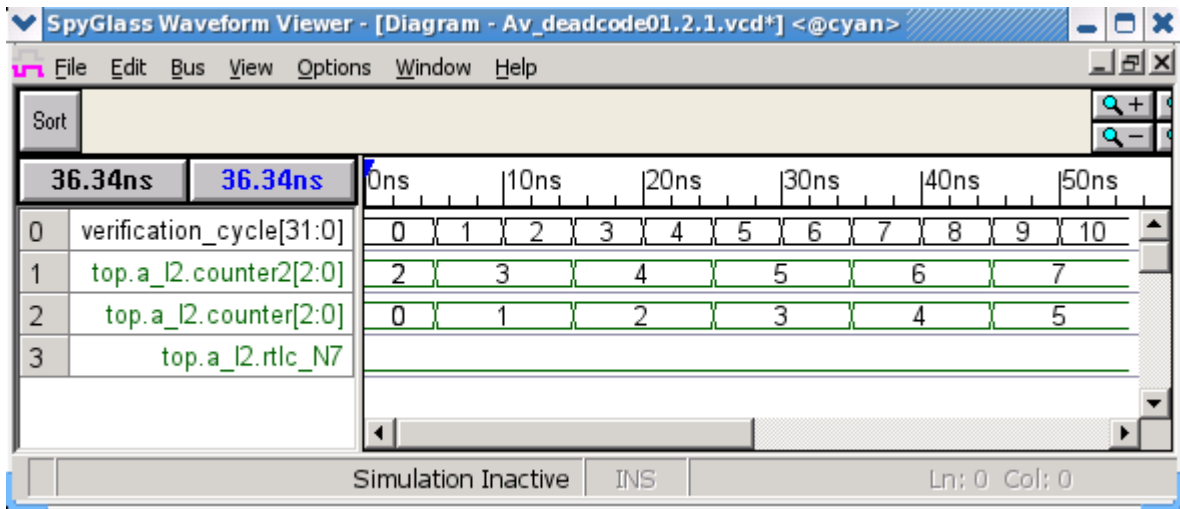 SpyGlass Waveform Viewer - [Diagram - Av_deadcode01.2.1.vcd*] <@cyan>
File Edit Bus View Options Window Help
Sort
36.34ns 36.34ns 0ns 10ns 20ns 30ns 40ns 50ns
0 verification_cycle[31:0] 0 1 2 3 4 5 6 7 8 9 10
1 top.a_l2.counter2[2:0] 2 3 4 5 6 7
2 top.a_l2.counter[2:0] 0 1 2 3 4 5
3 top.a_l2.rtlc_N7
Simulation Inactive INS Ln: 0 Col: 0